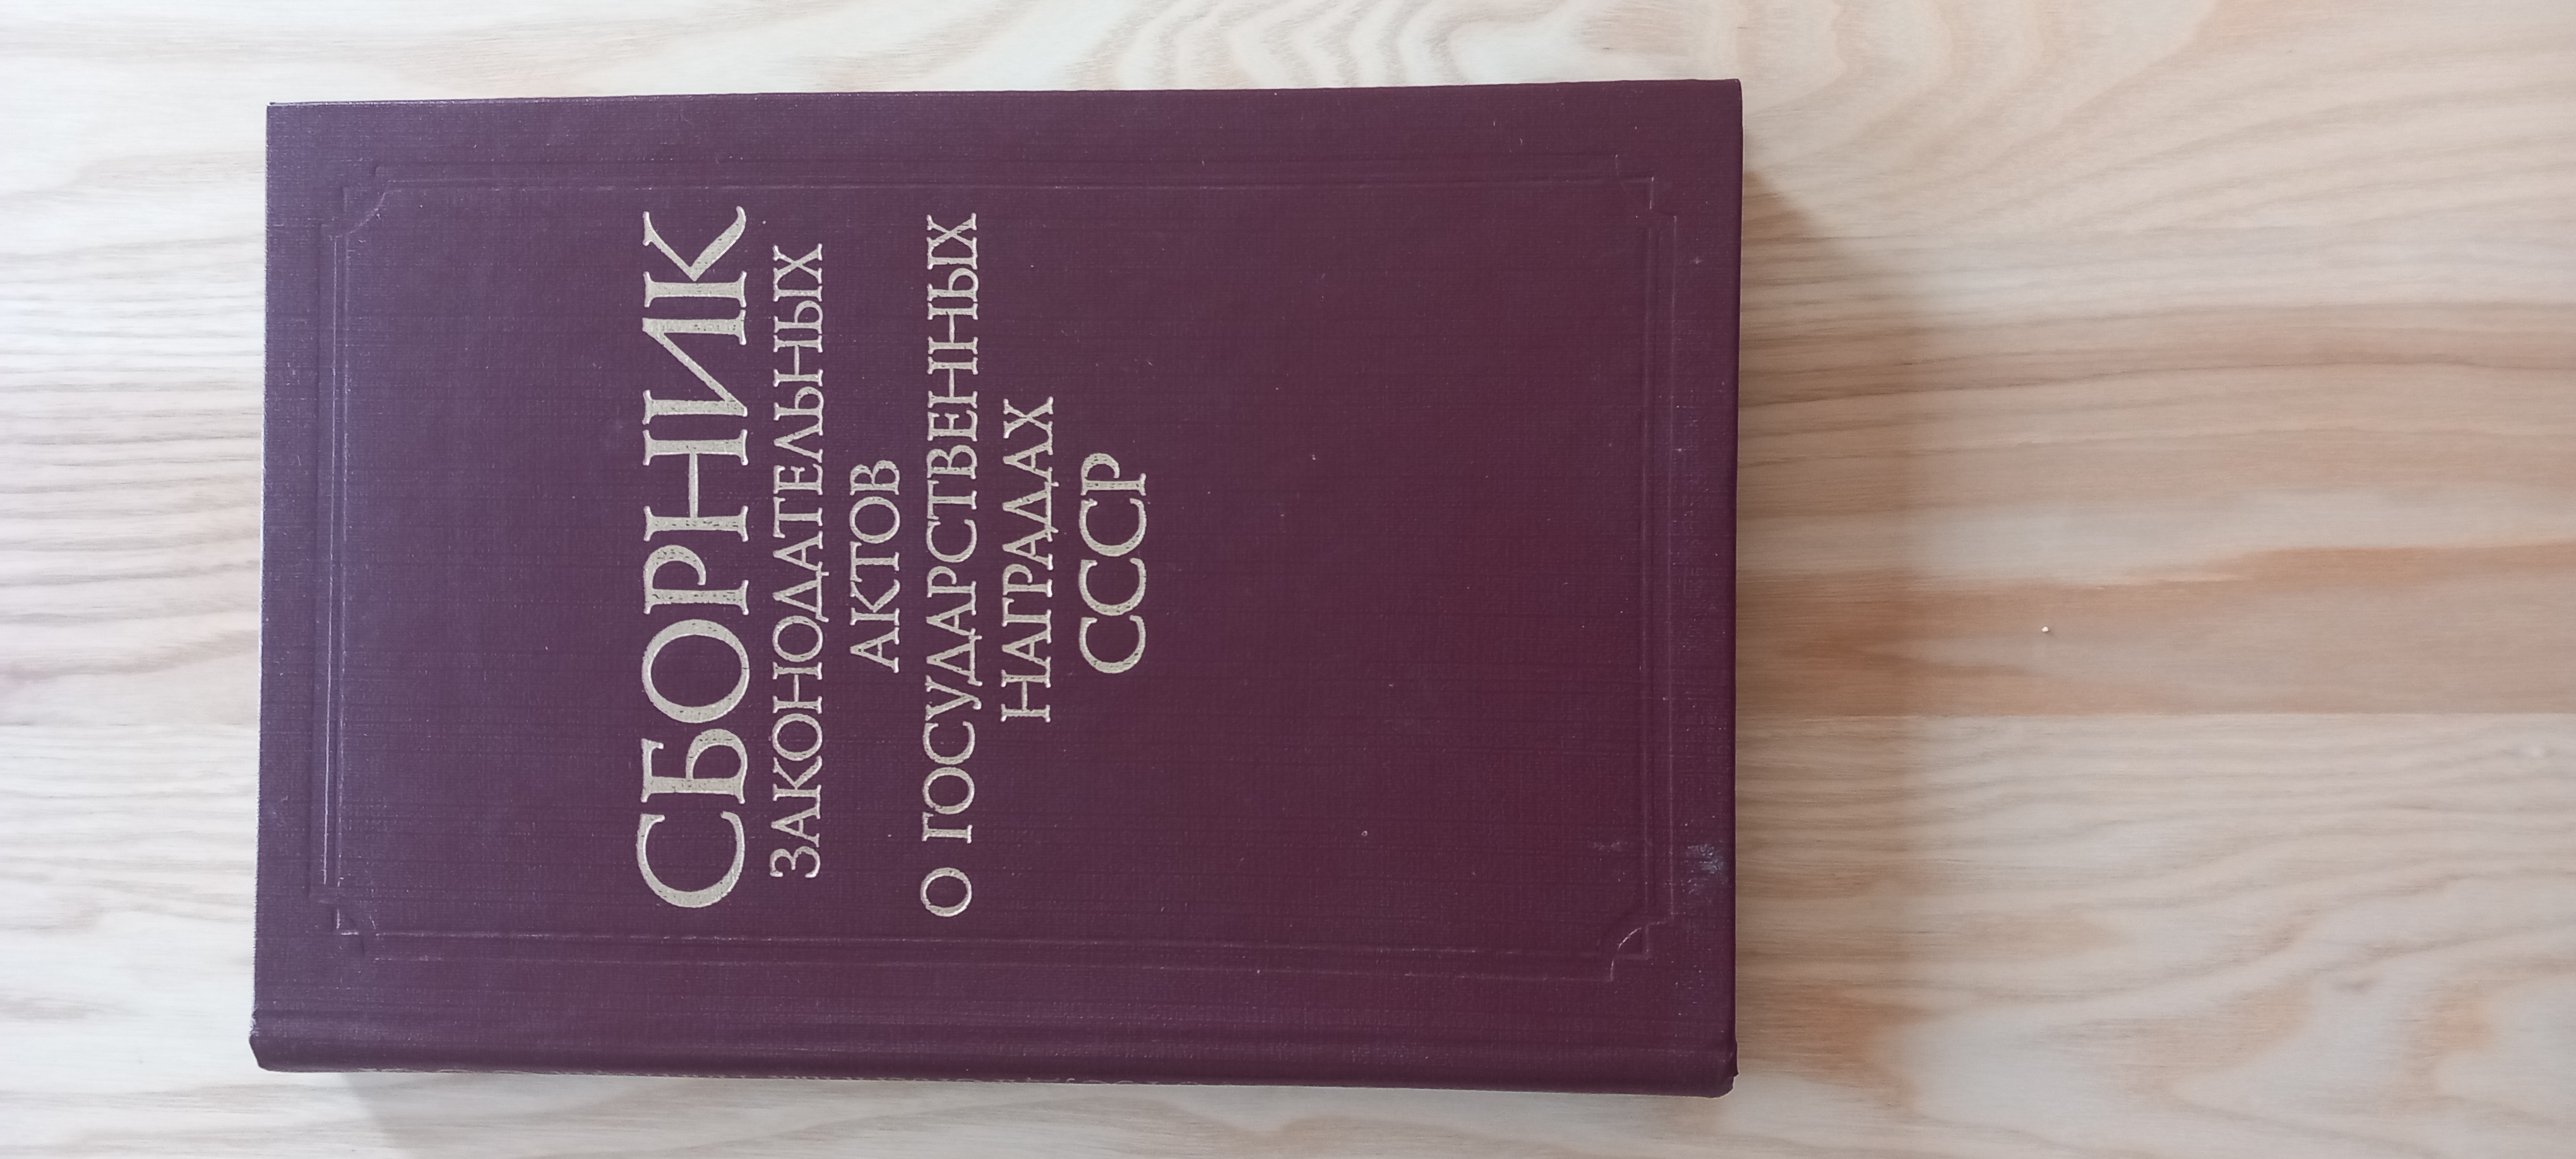 СБОРНИК
ЗАКОНОДАТЕЛЬНЫХ
АКТОВ
О ГОСУДАРСТВЕННЫХ
НАГРАДАХ
СССР